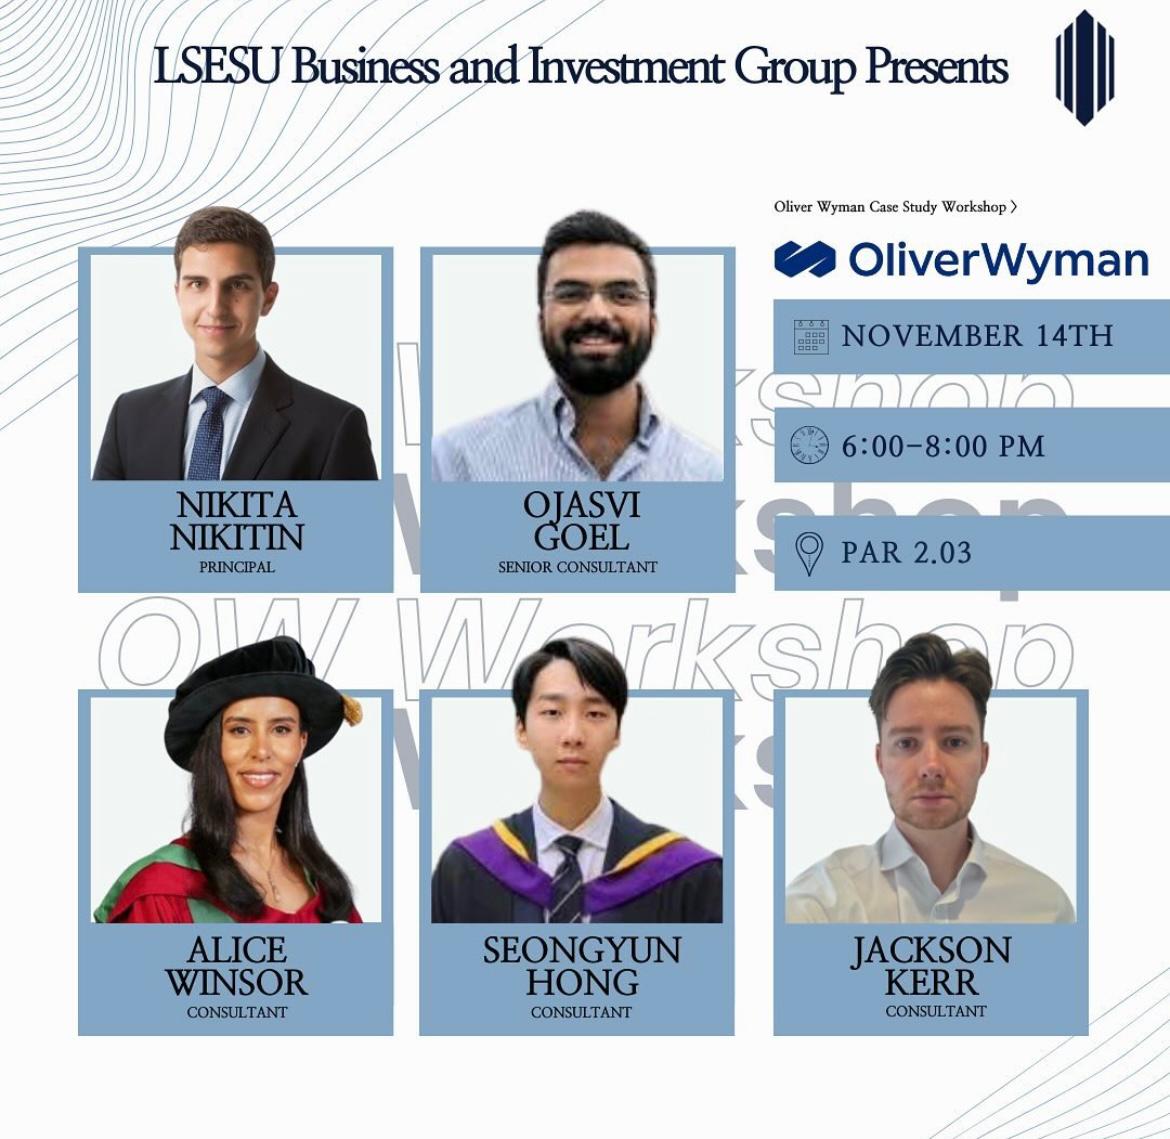 LSESU Business and Investment Group Presents
Oliver Wyman Case Study Workshop >
OliverWyman
NOVEMBER 14TH
6:00-8:00 PM
PAR 2.03
NIKITA
NIKITIN
PRINCIPAL
OJASVI
GOEL
SENIOR CONSULTANT
OW Workshop
ALICE
WINSOR
CONSULTANT
SEONGYUN
HONG
CONSULTANT
JACKSON
KERR
CONSULTANT